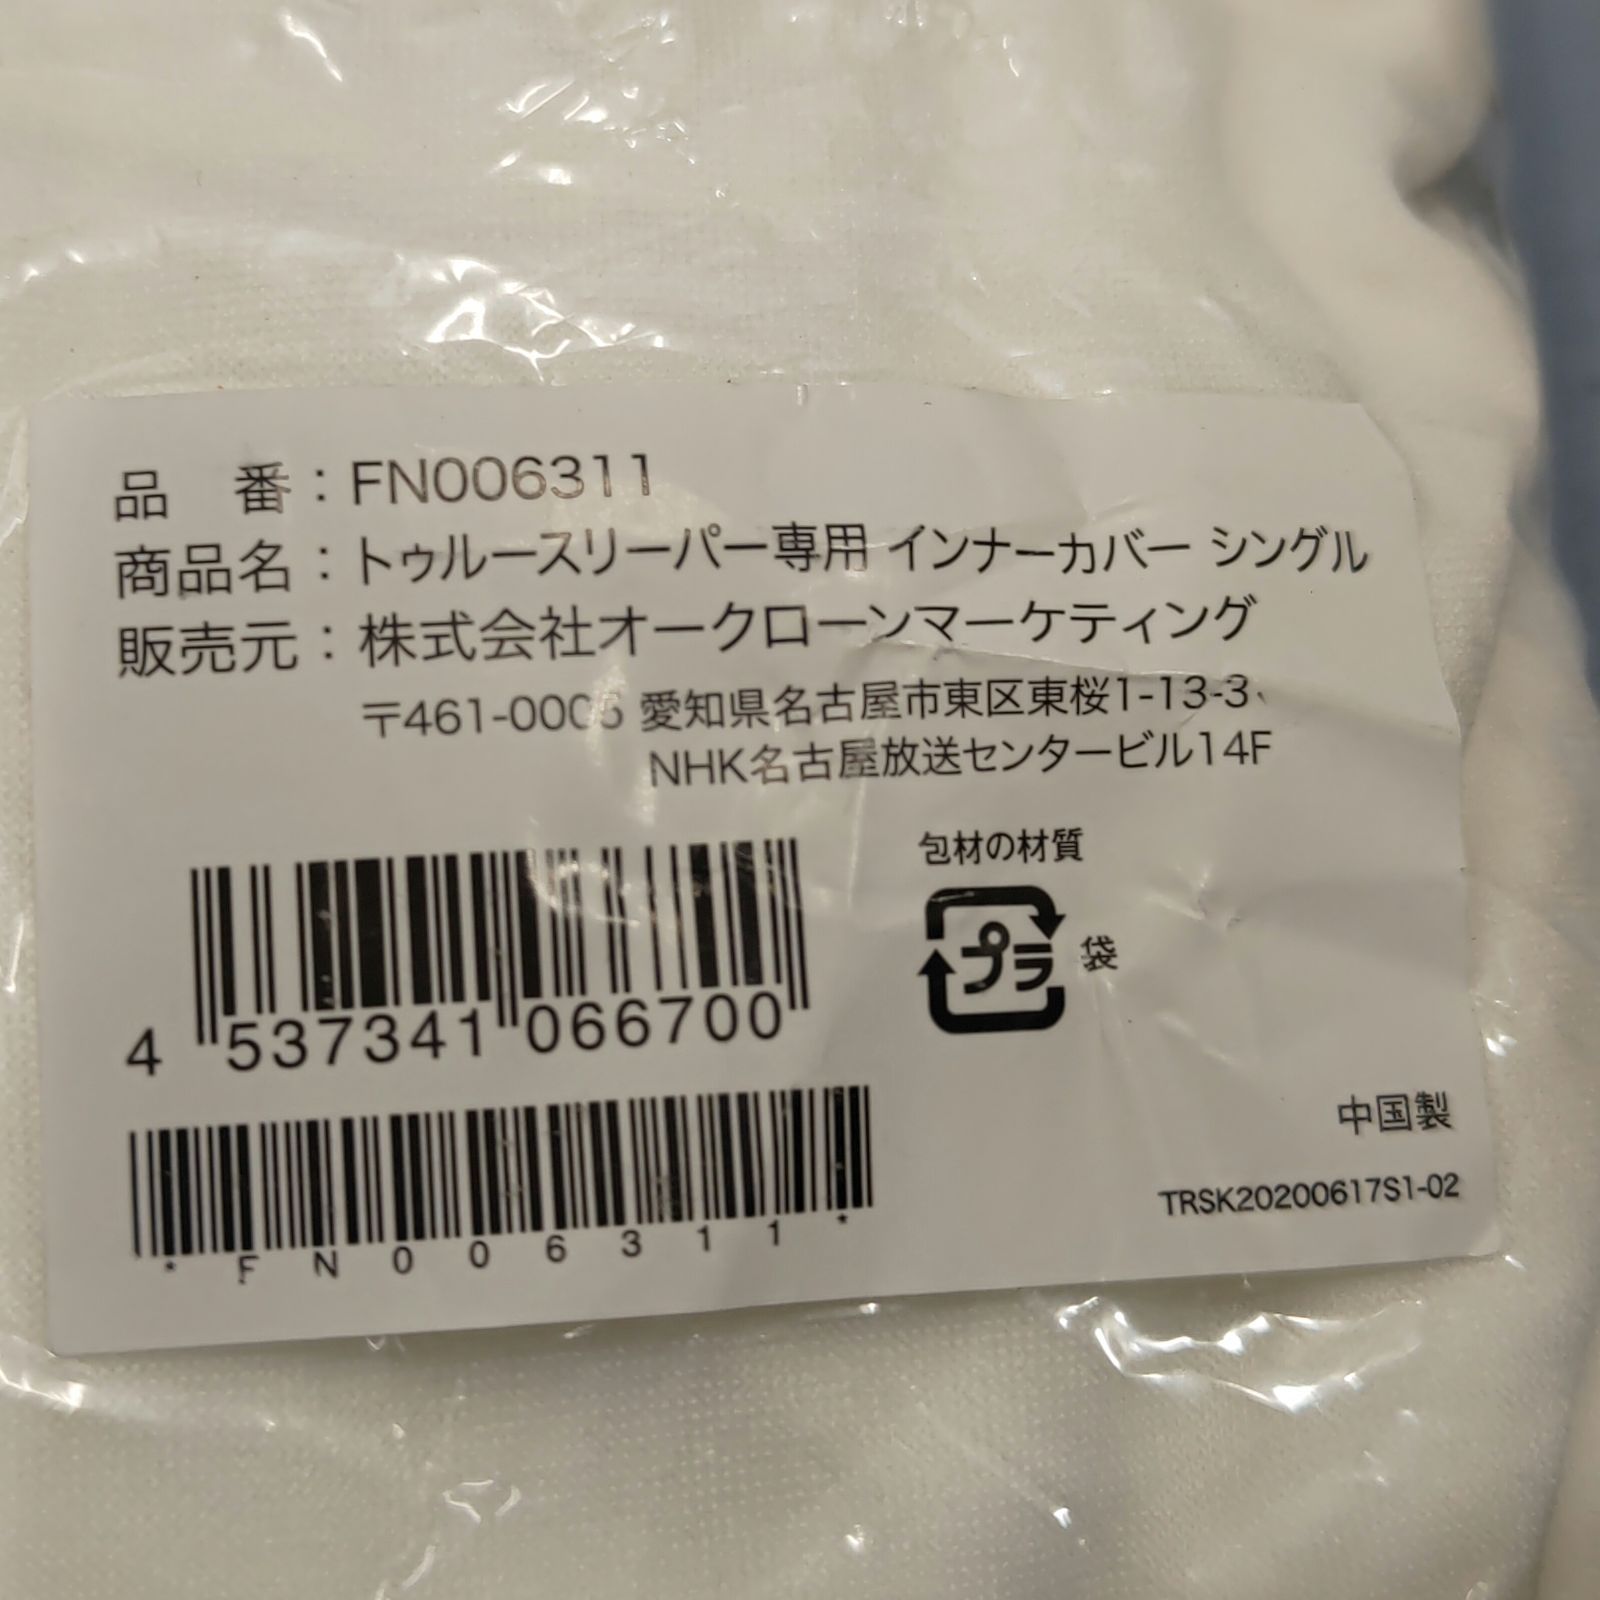 品 番：FN006311
商品名：トゥルースリーパー専用 インナーカバー シングル
販売元：株式会社オークローンマーケティング
〒461-0005 愛知県名古屋市東区東桜1-13-3、
NHK名古屋放送センタービル14F
包材の材質
プラ 袋
4 537341 066700
*FN006311*
中国製
TRSK20200617S1-02